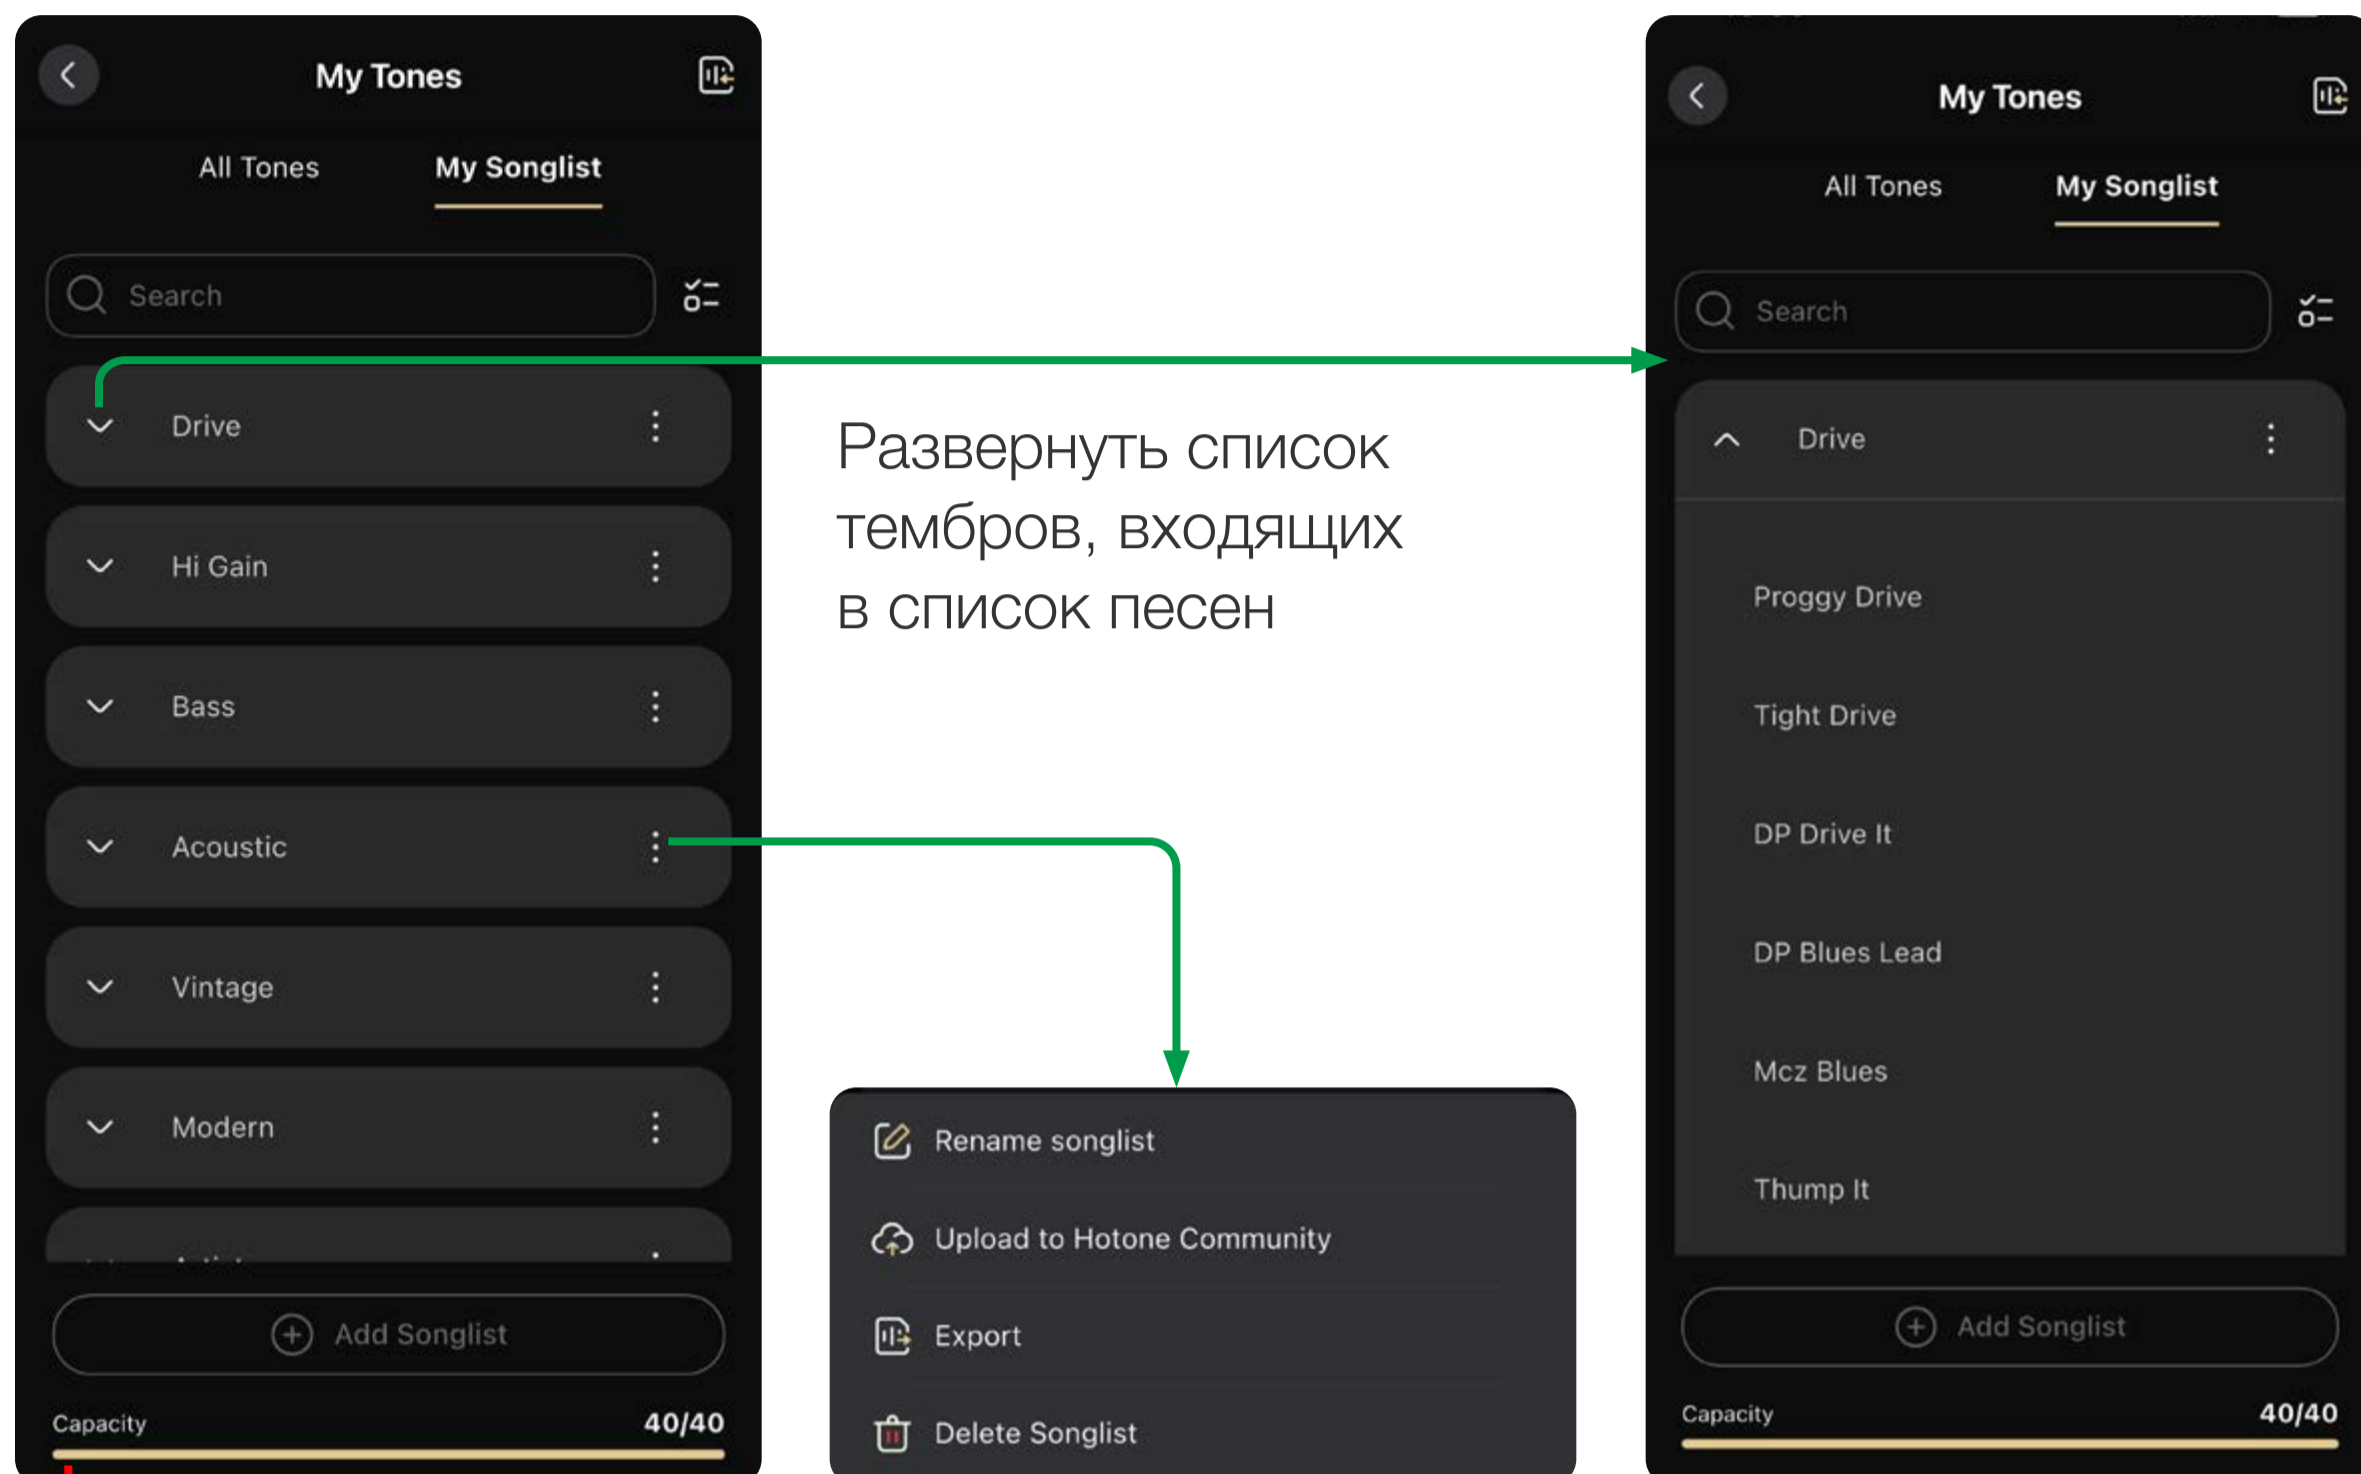 My Tones
All Tones
My Songlist
Search
Drive
Hi Gain
Bass
Acoustic
Vintage
Modern
Add Songlist
Capacity
40/40
Развернуть список
тембров, входящих
в список песен
Rename songlist
Upload to Hotone Community
Export
Delete Songlist
My Tones
All Tones
My Songlist
Search
Drive
Proggy Drive
Tight Drive
DP Drive It
DP Blues Lead
Mcz Blues
Thump It
Add Songlist
Capacity
40/40